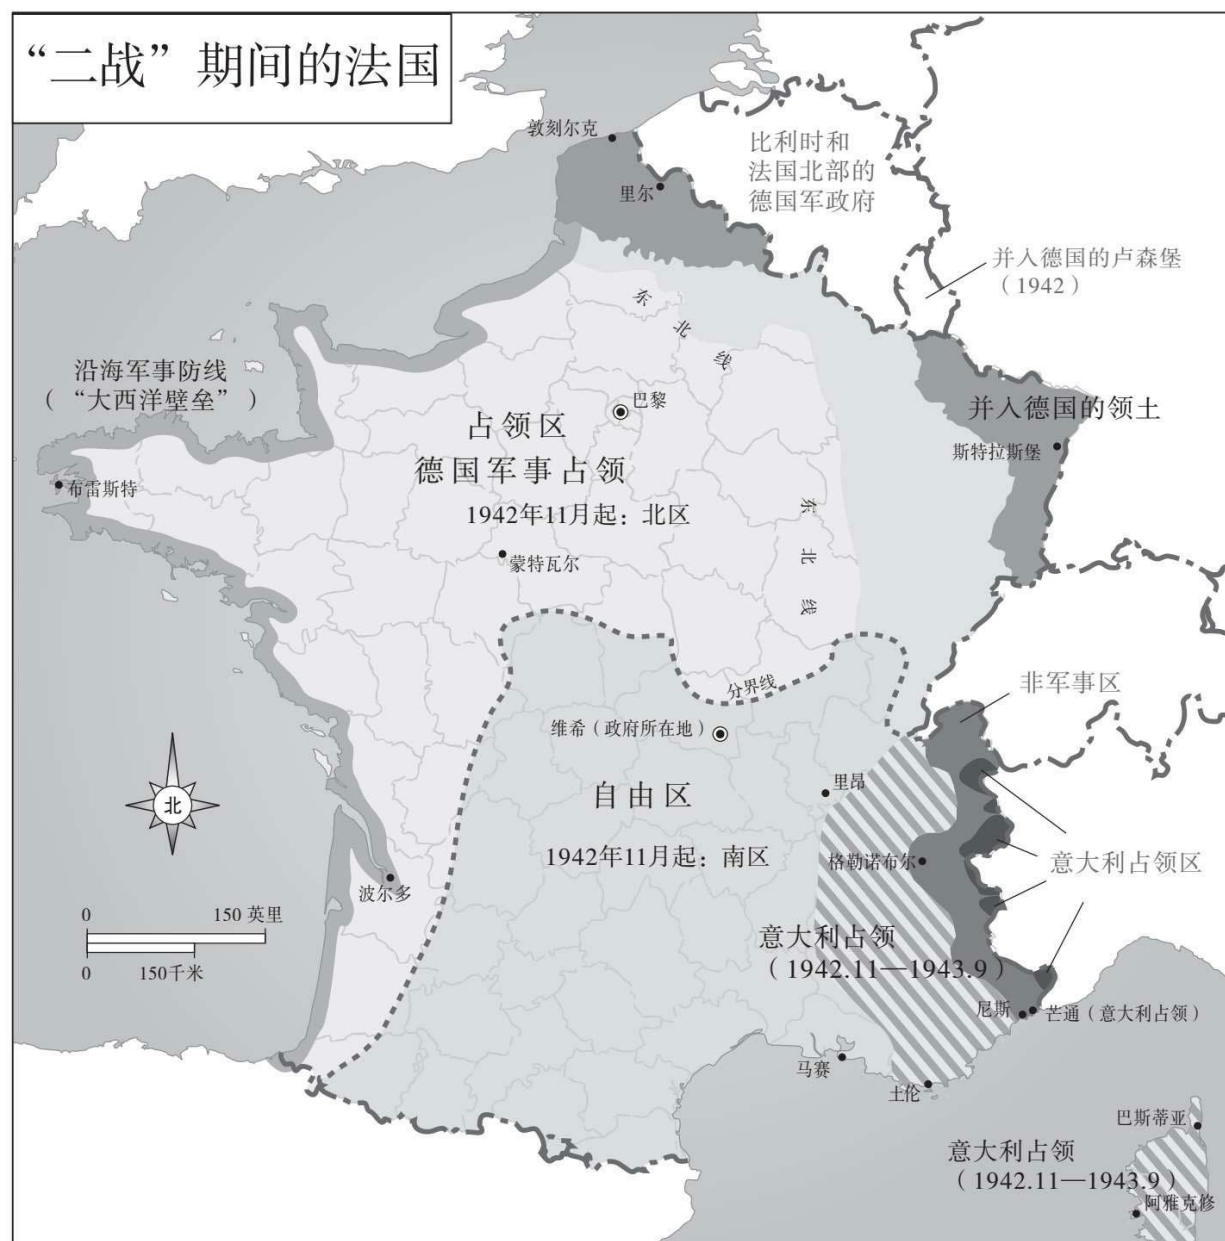 “二战”期间的法国
敦刻尔克
里尔
比利时和
法国北部的
德国军政府
并入德国的卢森堡
（1942）
东北线
沿海军事防线
（“大西洋壁垒”）
巴黎
占领区
德国军事占领
1942年11月起：北区
并入德国的领土
斯特拉斯堡
布雷斯特
东北线
蒙特瓦尔
分界线
非军事区
维希（政府所在地）
里昂
自由区
1942年11月起：南区
格勒诺布尔
意大利占领区
北
波尔多
0 150 英里
0 150千米
意大利占领
（1942.11—1943.9）
尼斯
芒通（意大利占领）
马赛
土伦
巴斯蒂亚
意大利占领
（1942.11—1943.9）
阿雅克修